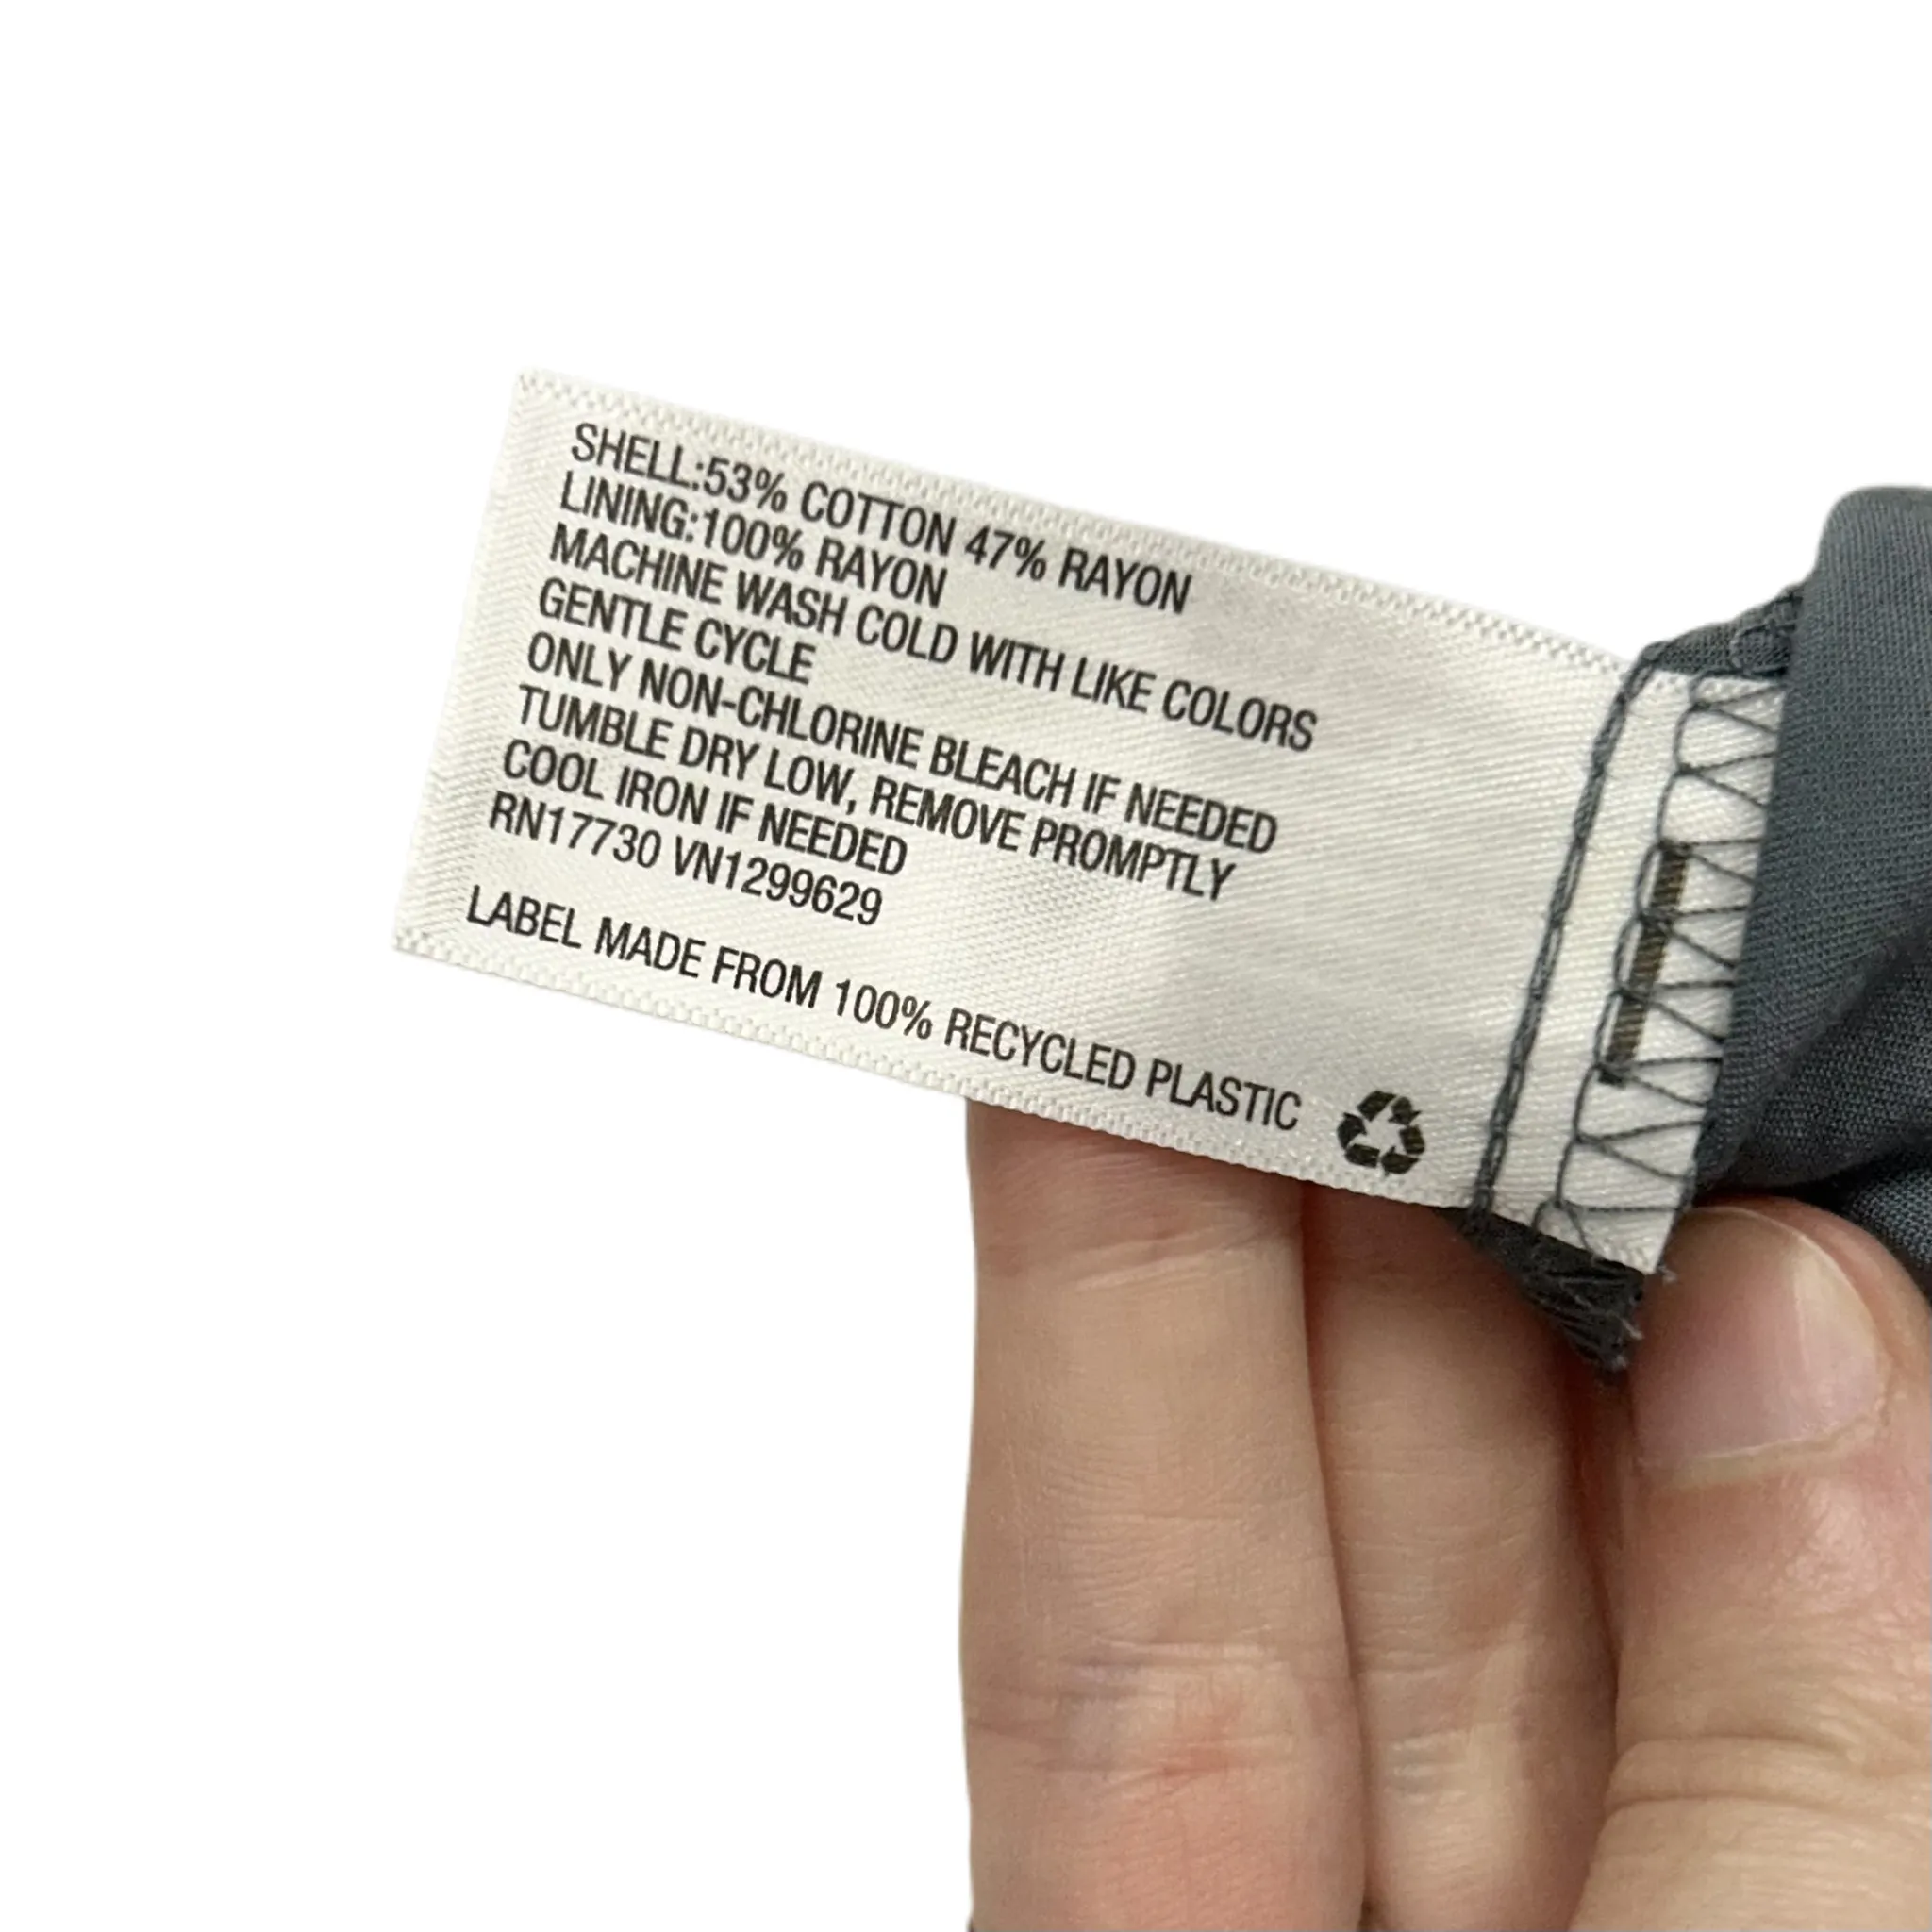 SHELL:53% COTTON 47% RAYON
LINING:100% RAYON
MACHINE WASH COLD WITH LIKE COLORS
GENTLE CYCLE
ONLY NON-CHLORINE BLEACH IF NEEDED
TUMBLE DRY LOW, REMOVE PROMPTLY
COOL IRON IF NEEDED
RN17730 VN1299629
LABEL MADE FROM 100% RECYCLED PLASTIC